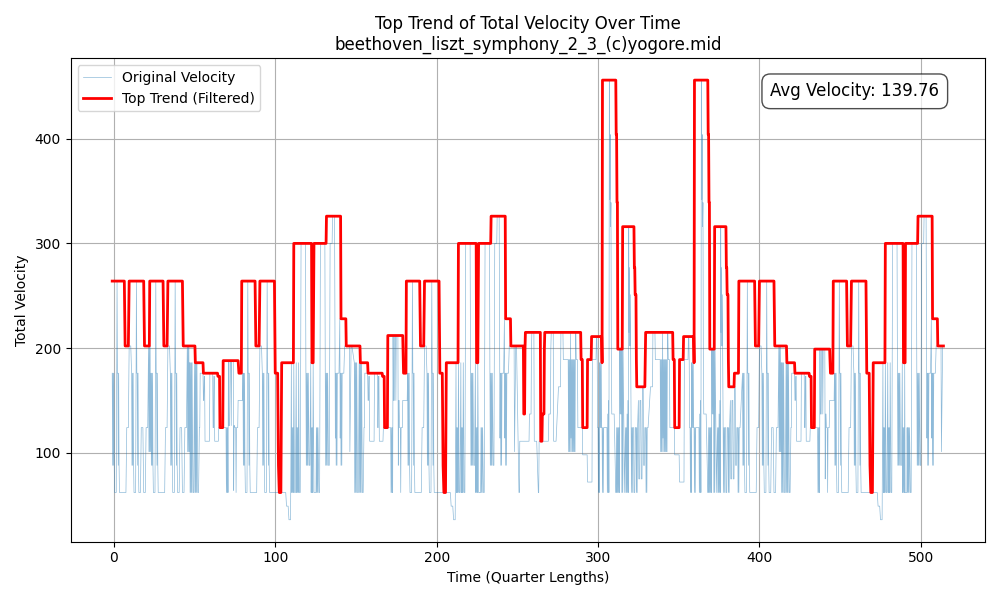 Top Trend of Total Velocity Over Time
beethoven_liszt_symphony_2_3_(c)yogore.mid
Original Velocity
Top Trend (Filtered)
Avg Velocity: 139.76
Total Velocity
400
300
200
100
0 100 200 300 400 500
Time (Quarter Lengths)